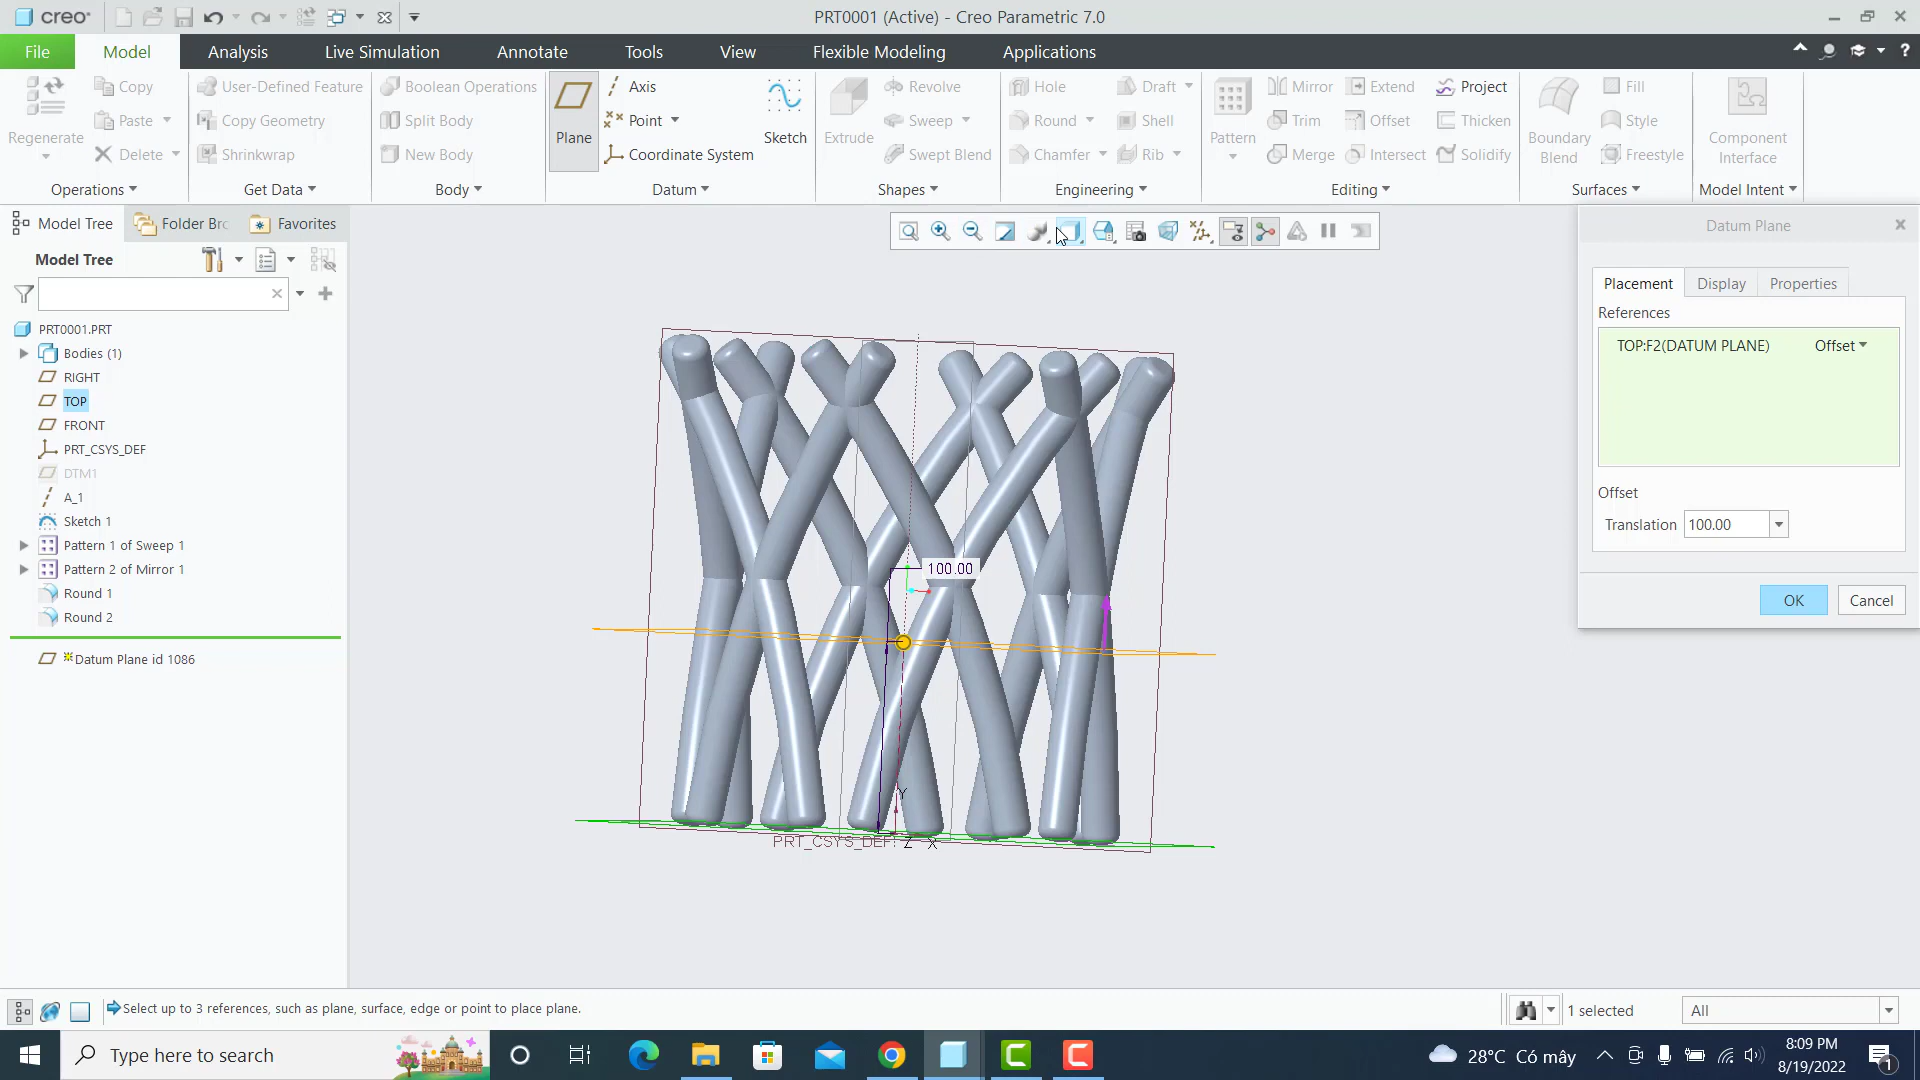 creo
PRT0001 (Active) - Creo Parametric 7.0
File
Model
Analysis
Live Simulation
Annotate
Tools
View
Flexible Modeling
Applications
Regenerate
Copy
Paste
Delete
Operations
User-Defined Feature
Copy Geometry
Shrinkwrap
Get Data
Boolean Operations
Split Body
New Body
Body
Plane
Axis
Point
Coordinate System
Sketch
Datum
Extrude
Revolve
Sweep
Swept Blend
Shapes
Hole
Round
Chamfer
Draft
Shell
Rib
Engineering
Pattern
Mirror
Trim
Merge
Extend
Offset
Intersect
Project
Thicken
Solidify
Editing
Boundary
Blend
Fill
Style
Freestyle
Surfaces
Component
Interface
Model Intent
Model Tree
Folder Brc
Favorites
Model Tree
PRT0001.PRT
Bodies (1)
RIGHT
TOP
FRONT
PRT_CSYS_DEF
DTM1
A_1
Sketch 1
Pattern 1 of Sweep 1
Pattern 2 of Mirror 1
Round 1
Round 2
Datum Plane id 1086
100.00
Y
PRT_CSYS_DEF Z X
Datum Plane
Placement
Display
Properties
References
TOP:F2(DATUM PLANE) Offset
Offset
Translation 100.00
OK
Cancel
Select up to 3 references, such as plane, surface, edge or point to place plane.
1 selected
All
Type here to search
28°C Có mây
8:09 PM
8/19/2022
1